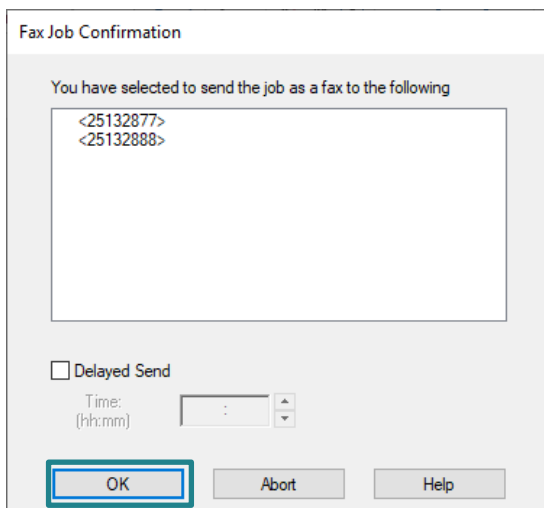 Fax Job Confirmation
You have selected to send the job as a fax to the following
<25132877>
<25132888>
Delayed Send
Time:
(hh:mm)
:
OK Abort Help